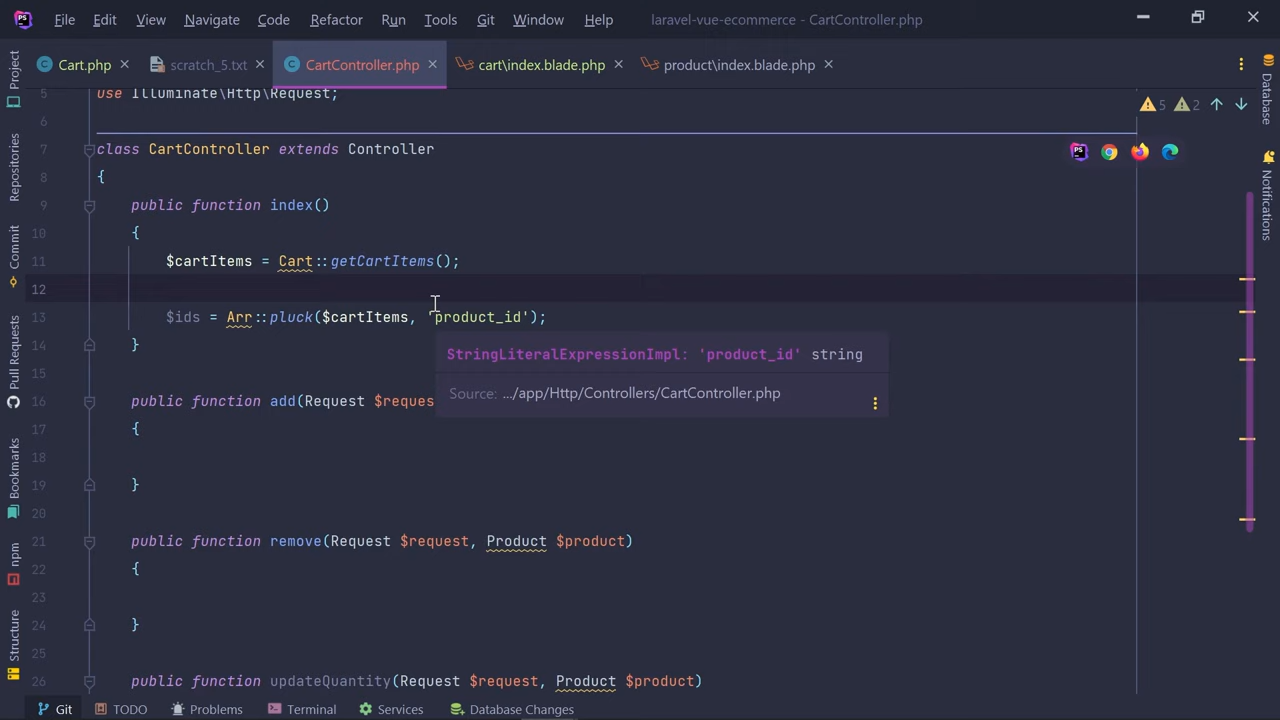 File Edit View Navigate Code Refactor Run Tools Git Window Help laravel-vue-ecommerce - CartController.php
Cart.php scratch_5.txt CartController.php cart\index.blade.php product\index.blade.php
Project
Repositories
Commit
Pull Requests
Bookmarks
npm
Structure
5 use Illuminate\Http\Request;
5 2
6
7 class CartController extends Controller
8 {
9 public function index()
10 {
11 $cartItems = Cart::getCartItems();
12
13 $ids = Arr::pluck($cartItems, 'product_id');
14 }
StringLiteralExpressionImpl: 'product_id' string
Source: .../app/Http/Controllers/CartController.php
15
16 public function add(Request $reques
17 {
18
19 }
20
21 public function remove(Request $request, Product $product)
22 {
23
24 }
25
26 public function updateQuantity(Request $request, Product $product)
Database
Notifications
Git TODO Problems Terminal Services Database Changes